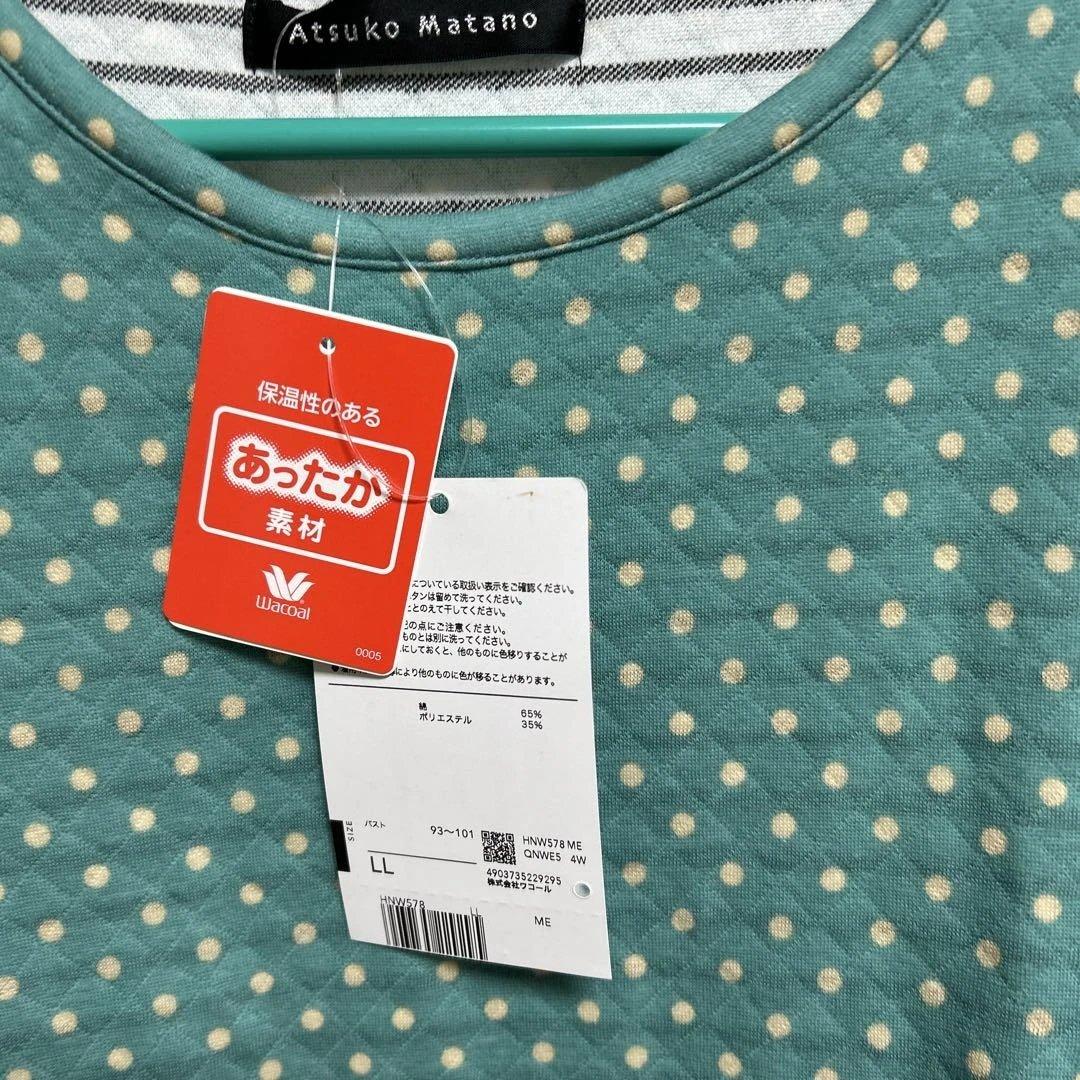 Atsuko Matano
保温性のある
あったか
素材
Wacoal
0005
についている取扱い表示をご確認ください。
タンは留めて洗ってください。
とのえて干してください。
の点にご注意ください。
ものとは別に洗ってください。
にしておくと、他のものに色移りすることが
により他のものに色が移ることがあります。
綿 65%
ポリエステル 35%
SIZE
バスト 93〜101
LL
HNW578 ME
QNWE5 4W
4903735229295
株式会社ワコール
HNW578 LL ME